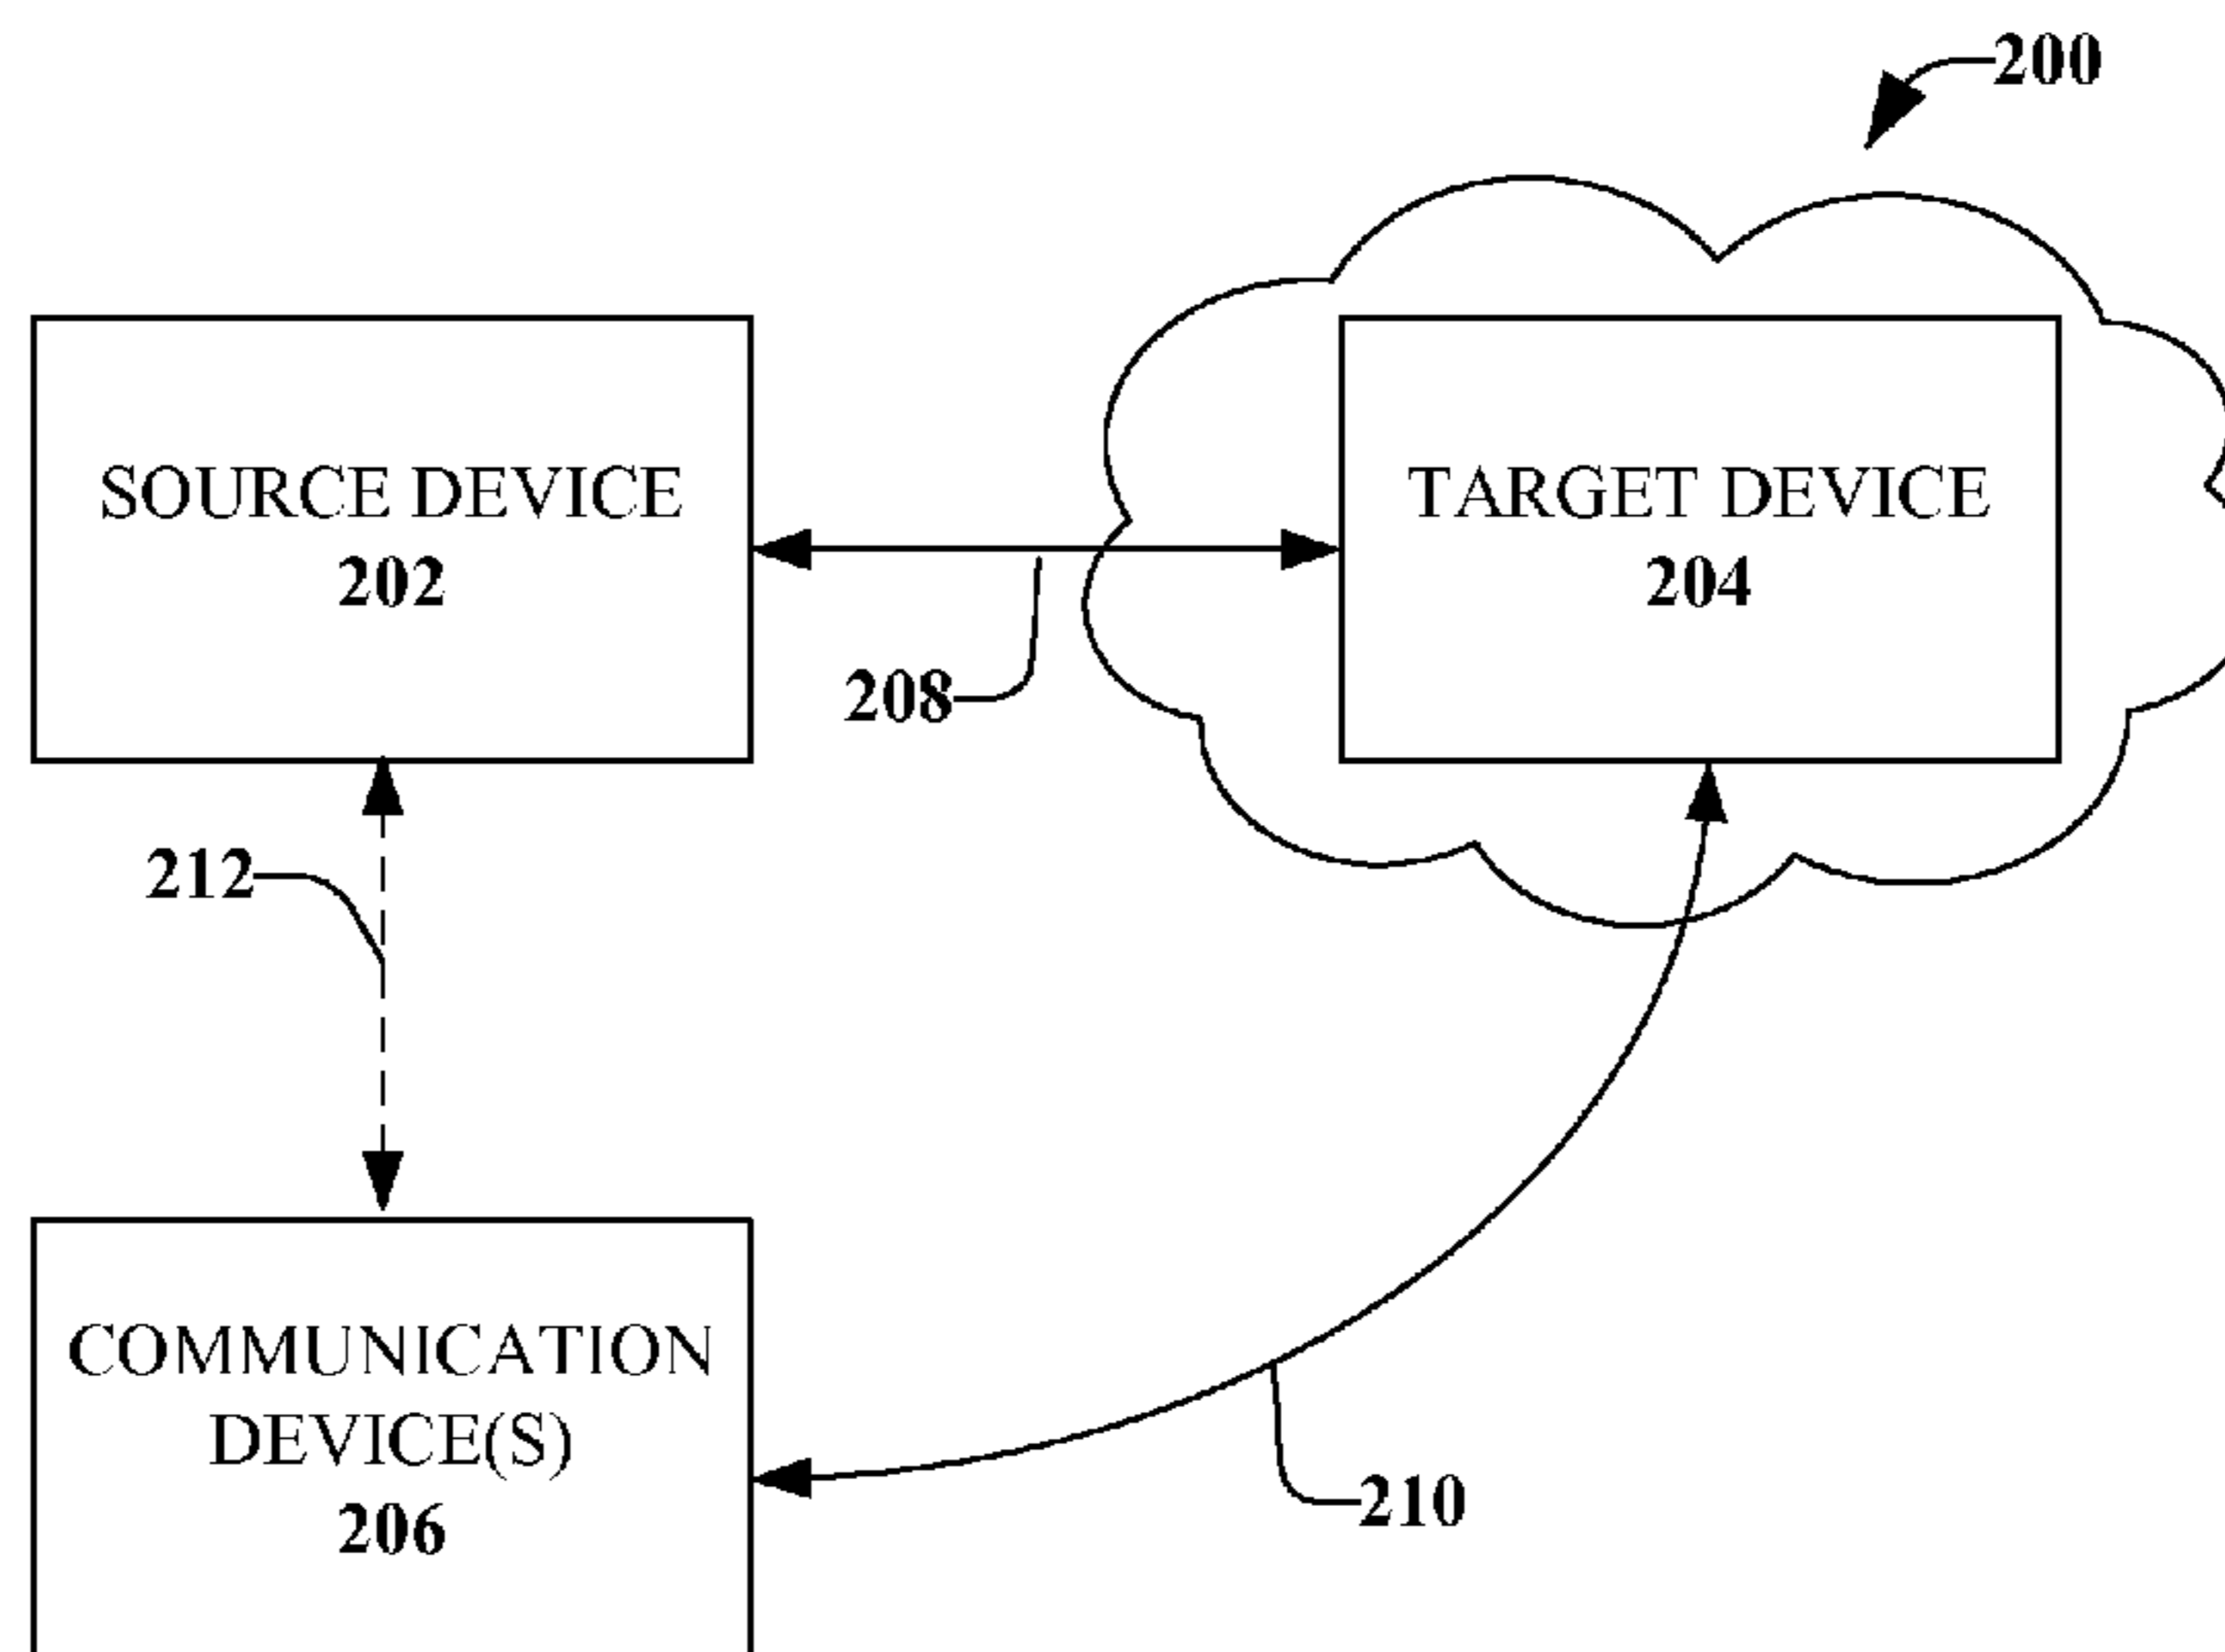 200
SOURCE DEVICE
202
TARGET DEVICE
204
208
212
COMMUNICATION
DEVICE(S)
206
210